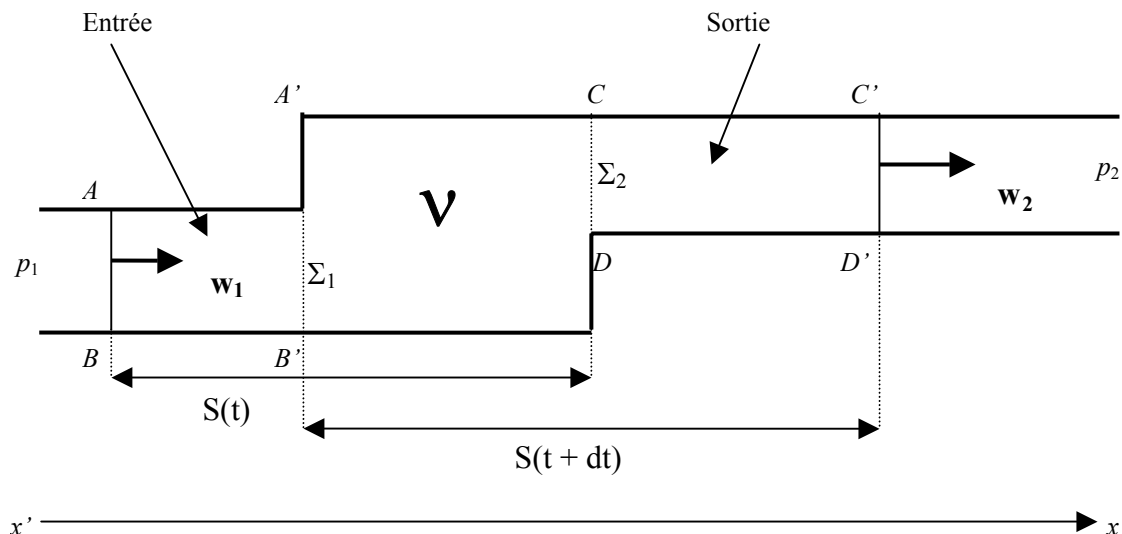 Entrée Sortie
A’ C C’
A Σ₂ p₂
ν w₂
p₁ w₁ Σ₁ D D’
B B’
S(t)
S(t + dt)
x’ x